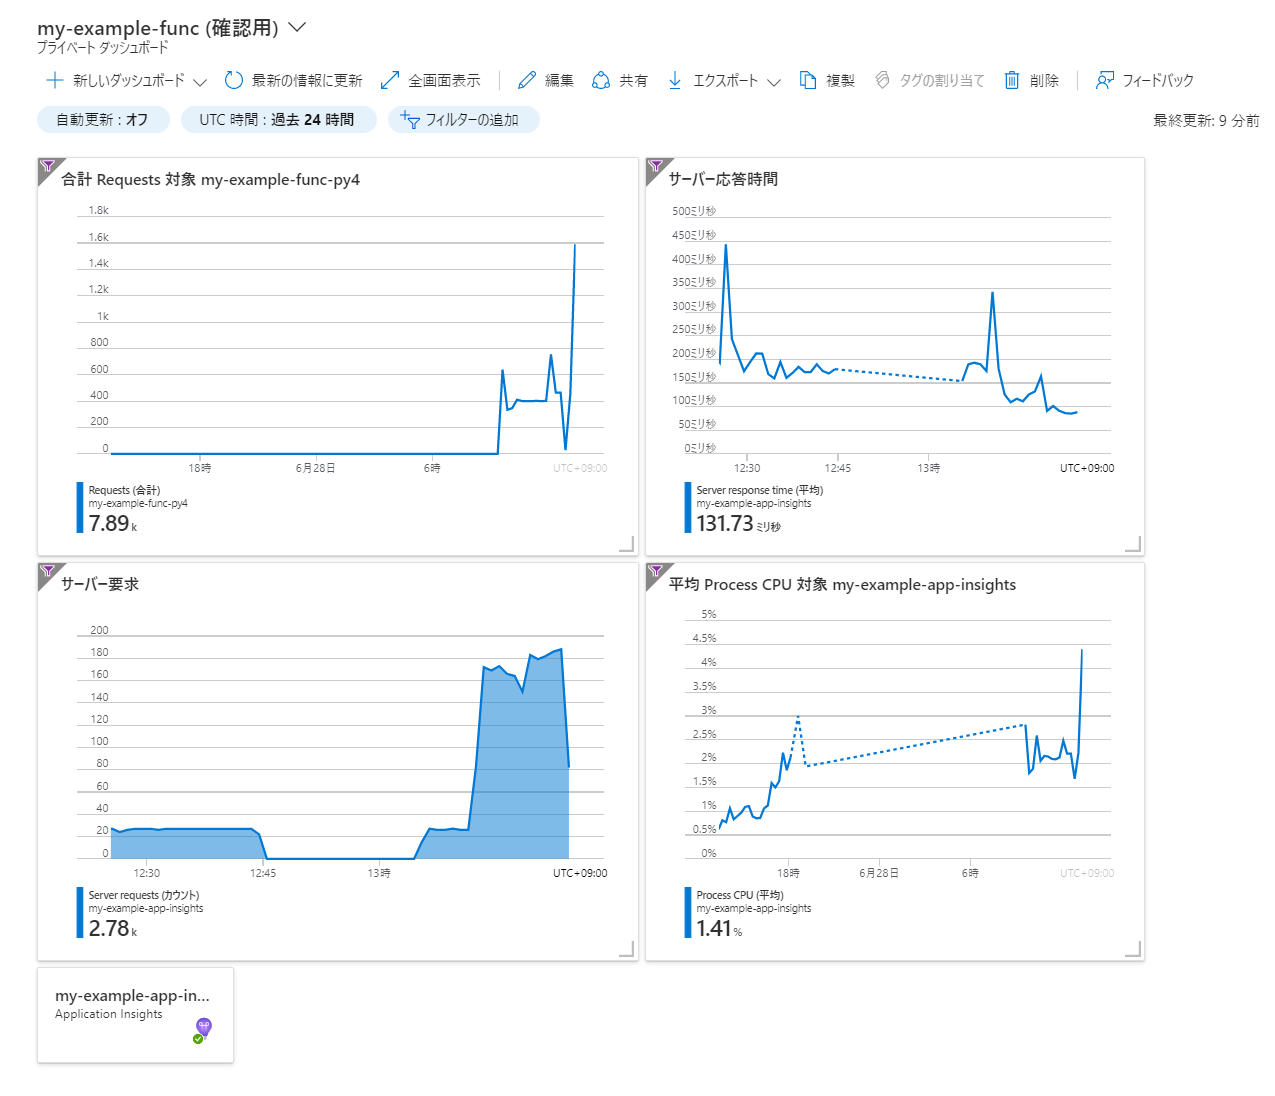 my-example-func (確認用)
プライベート ダッシュボード
新しいダッシュボード 最新の情報に更新 全画面表示 編集 共有 エクスポート 複製 タグの割り当て 削除 フィードバック
自動更新 : オフ UTC 時間 : 過去 24 時間 フィルターの追加 最終更新: 9 分前
合計 Requests 対象 my-example-func-py4
1.8k
1.6k
1.4k
1.2k
1k
800
600
400
200
0
18時 6月28日 6時 UTC+09:00
Requests (合計)
my-example-func-py4
7.89 k
サーバー応答時間
500ミリ秒
450ミリ秒
400ミリ秒
350ミリ秒
300ミリ秒
250ミリ秒
200ミリ秒
150ミリ秒
100ミリ秒
50ミリ秒
0ミリ秒
12:30 12:45 13時 UTC+09:00
Server response time (平均)
my-example-app-insights
131.73 ミリ秒
サーバー要求
200
180
160
140
120
100
80
60
40
20
0
12:30 12:45 13時 UTC+09:00
Server requests (カウント)
my-example-app-insights
2.78 k
平均 Process CPU 対象 my-example-app-insights
5%
4.5%
4%
3.5%
3%
2.5%
2%
1.5%
1%
0.5%
0%
18時 6月28日 6時 UTC+09:00
Process CPU (平均)
my-example-app-insights
1.41 %
my-example-app-in...
Application Insights